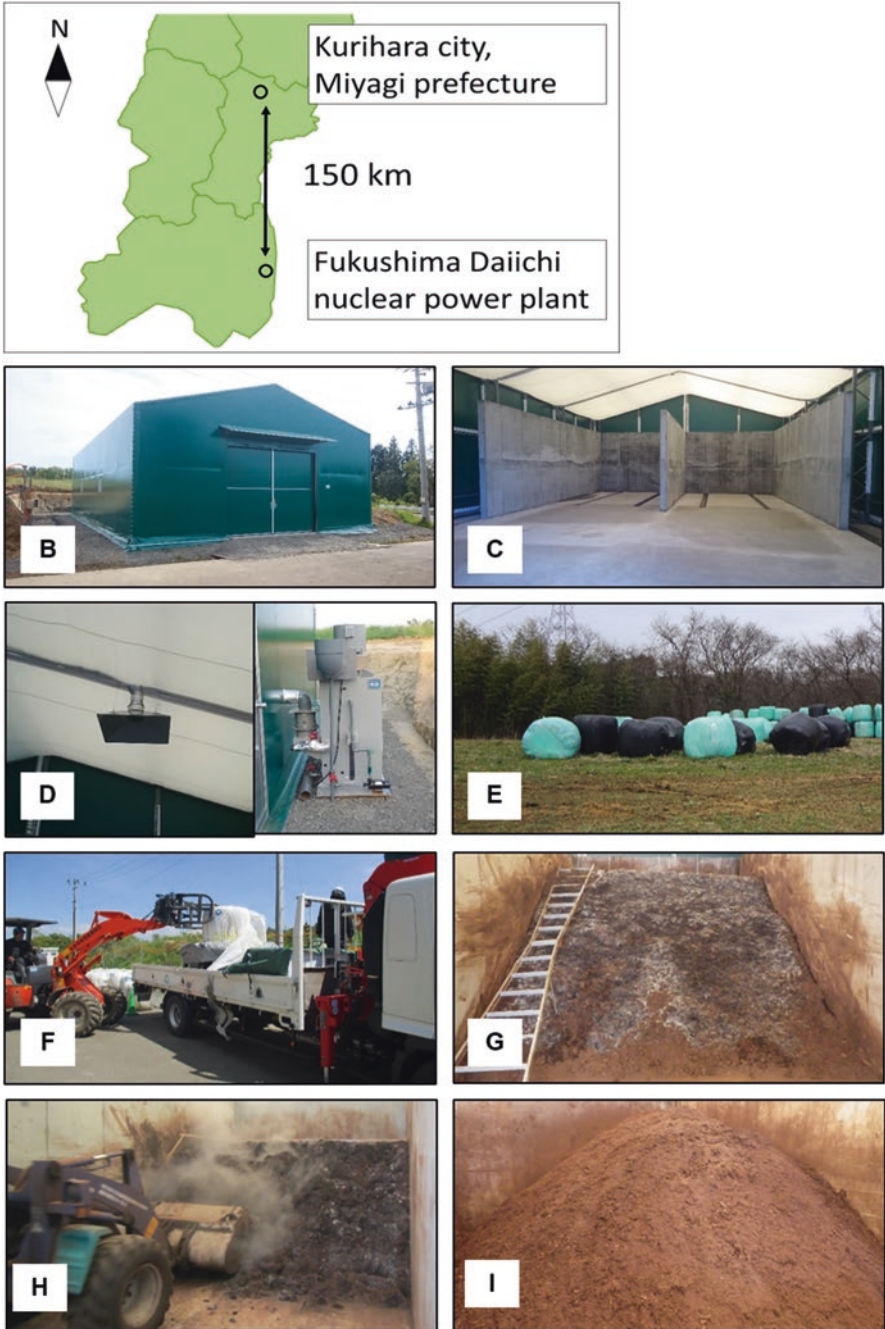 N
Kurihara city,
Miyagi prefecture
150 km
Fukushima Daiichi
nuclear power plant
B
C
D
E
F
G
H
I